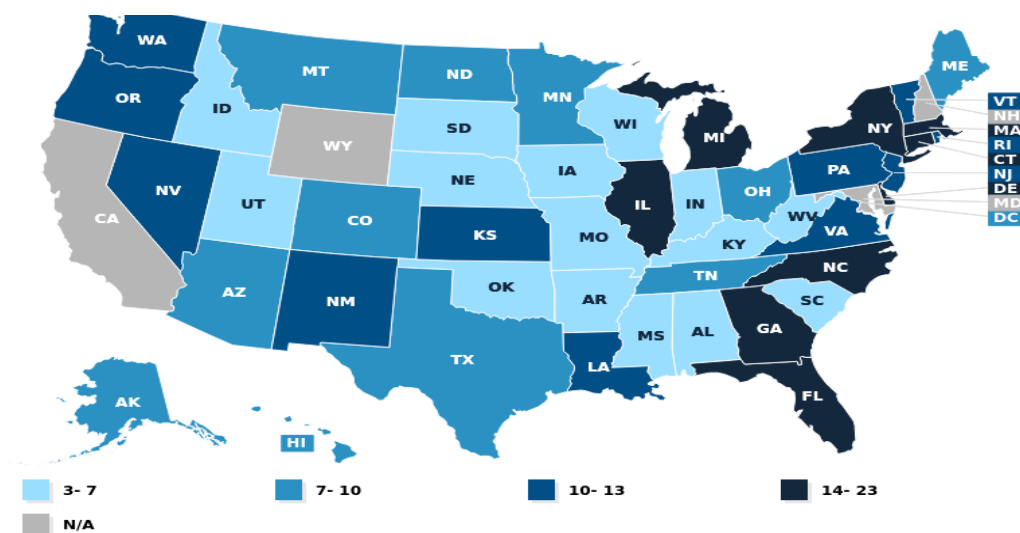 WA
ME
MT
ND
OR
MN
VT
ID
NH
WI
SD
NY
MA
MI
RI
WY
CT
IA
PA
NJ
NE
NV
OH
DE
UT
IL
IN
MD
CA
CO
WV
DC
KS
MO
KY
VA
NC
TN
OK
AZ
NM
AR
SC
GA
MS
AL
TX
LA
FL
AK
HI
3- 7
7- 10
10- 13
14- 23
N/A